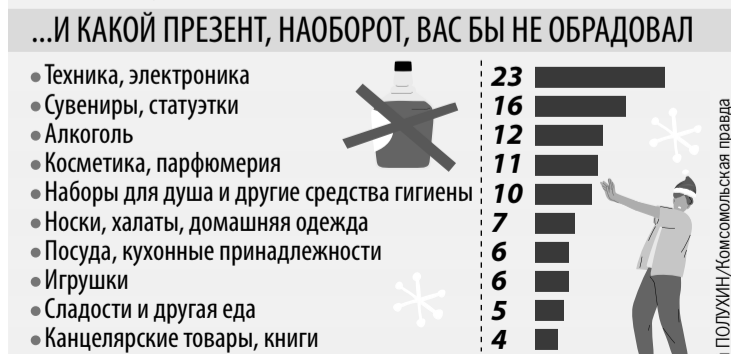 ...И КАКОЙ ПРЕЗЕНТ, НАОБОРОТ, ВАС БЫ НЕ ОБРАДОВАЛ
• Техника, электроника 23
• Сувениры, статуэтки 16
• Алкоголь 12
• Косметика, парфюмерия 11
• Наборы для душа и другие средства гигиены 10
• Носки, халаты, домашняя одежда 7
• Посуда, кухонные принадлежности 6
• Игрушки 6
• Сладости и другая еда 5
• Канцелярские товары, книги 4
ПОЛУХИН/Комсомольская правда